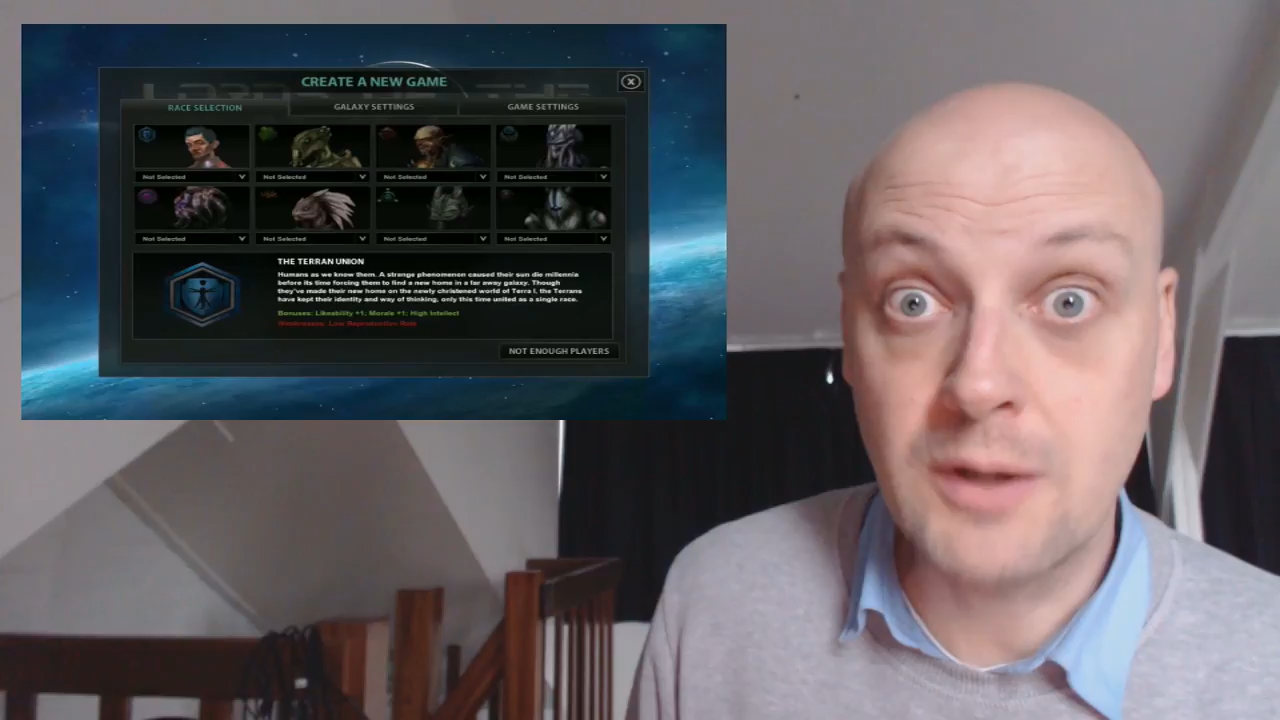 CREATE A NEW GAME
RACE SELECTION
GALAXY SETTINGS
GAME SETTINGS
Not Selected
Not Selected
Not Selected
Not Selected
Not Selected
Not Selected
Not Selected
Not Selected
THE TERRAN UNION
Humans as we know them. A strange phenomenon caused their sun die millennia
before its time forcing them to find a new home in a far away galaxy. Though
they've made their new home on the newly christened world of Terra I, the Terrans
have kept their identity and way of thinking, only this time united as a single race.
Bonuses: Likeability +1; Morale +1; High Intellect
Weaknesses: Low Reproduction Rate
NOT ENOUGH PLAYERS